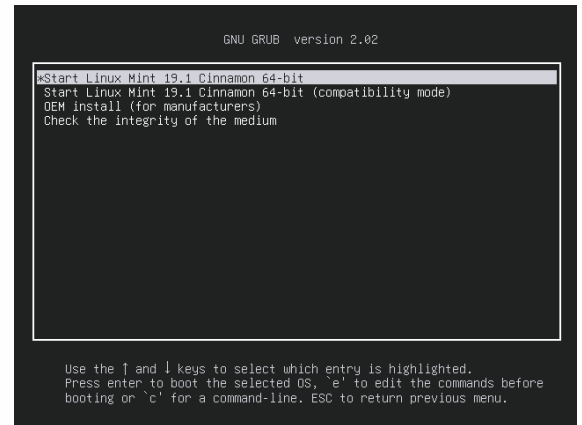 GNU GRUB version 2.02
*Start Linux Mint 19.1 Cinnamon 64-bit
Start Linux Mint 19.1 Cinnamon 64-bit (compatibility mode)
OEM install (for manufacturers)
Check the integrity of the medium
Use the ↑ and ↓ keys to select which entry is highlighted.
Press enter to boot the selected OS, `e' to edit the commands before
booting or `c' for a command-line. ESC to return previous menu.